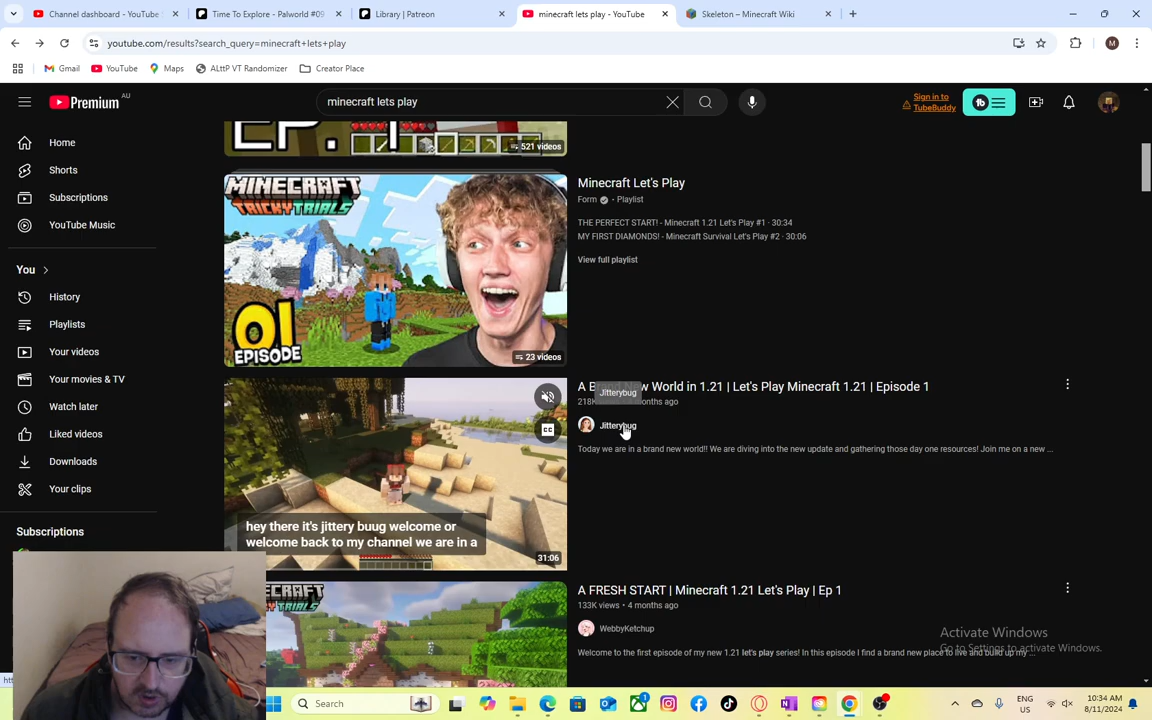 Channel dashboard - YouTube
Time To Explore - Palworld #09
Library | Patreon
minecraft lets play - YouTube
Skeleton – Minecraft Wiki
youtube.com/results?search_query=minecraft+lets+play
M
Gmail
YouTube
Maps
ALttP VT Randomizer
Creator Place
Premium AU
minecraft lets play
Sign in to
TubeBuddy
tb
Home
Shorts
Subscriptions
YouTube Music
You
History
Playlists
Your videos
Your movies & TV
Watch later
Liked videos
Downloads
Your clips
Subscriptions
EP. 1
521 videos
MINECRAFT
TRICKY TRIALS
01
EPISODE
23 videos
Minecraft Let's Play
Form • Playlist
THE PERFECT START! - Minecraft 1.21 Let's Play #1 · 30:34
MY FIRST DIAMONDS! - Minecraft Survival Let's Play #2 · 30:06
View full playlist
CC
hey there it's jittery buug welcome or
welcome back to my channel we are in a
31:06
A Brand New World in 1.21 | Let's Play Minecraft 1.21 | Episode 1
Jitterybug
218K months ago
Jitterybug
Today we are in a brand new world!! We are diving into the new update and gathering those day one resources! Join me on a new ...
TRIALS
A FRESH START | Minecraft 1.21 Let's Play | Ep 1
133K views • 4 months ago
WebbyKetchup
Welcome to the first episode of my new 1.21 let's play series! In this episode I find a brand new place to live and build up my ...
Activate Windows
Go to Settings to activate Windows.
Search
1
ENG
US
10:34 AM
8/11/2024